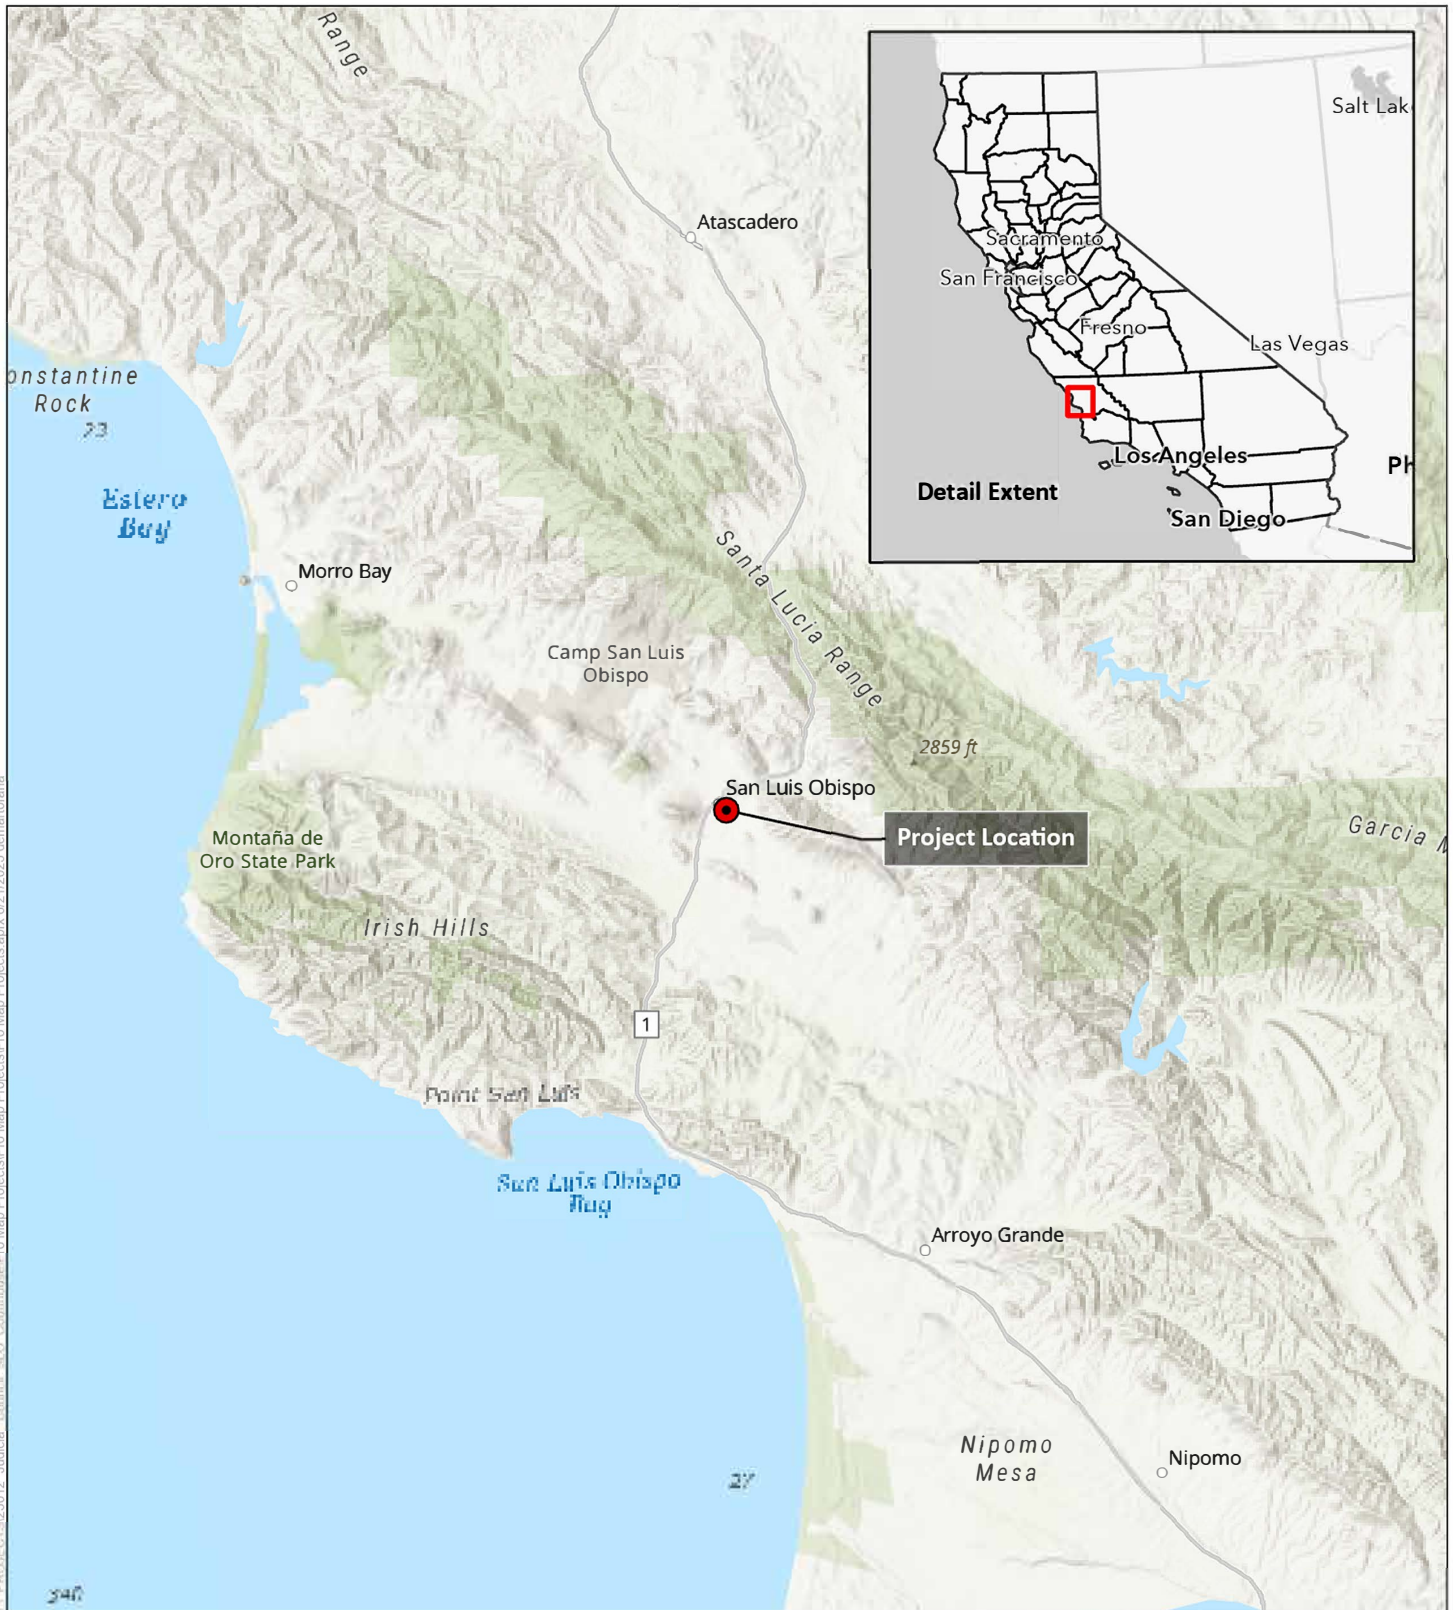 Range
Salt Lak
Atascadero
Sacramento
San Francisco
Fresno
Las Vegas
onstantine
Rock
23
Los Angeles
Ph
Detail Extent
San Diego
Estero
Bay
Santa Lucia Range
Morro Bay
Camp San Luis
Obispo
2859 ft
San Luis Obispo
Project Location
Garcia M
Montaña de
Oro State Park
Irish Hills
1
Point San Luis
San Luis Obispo
Bay
Arroyo Grande
Nipomo
Mesa
Nipomo
27